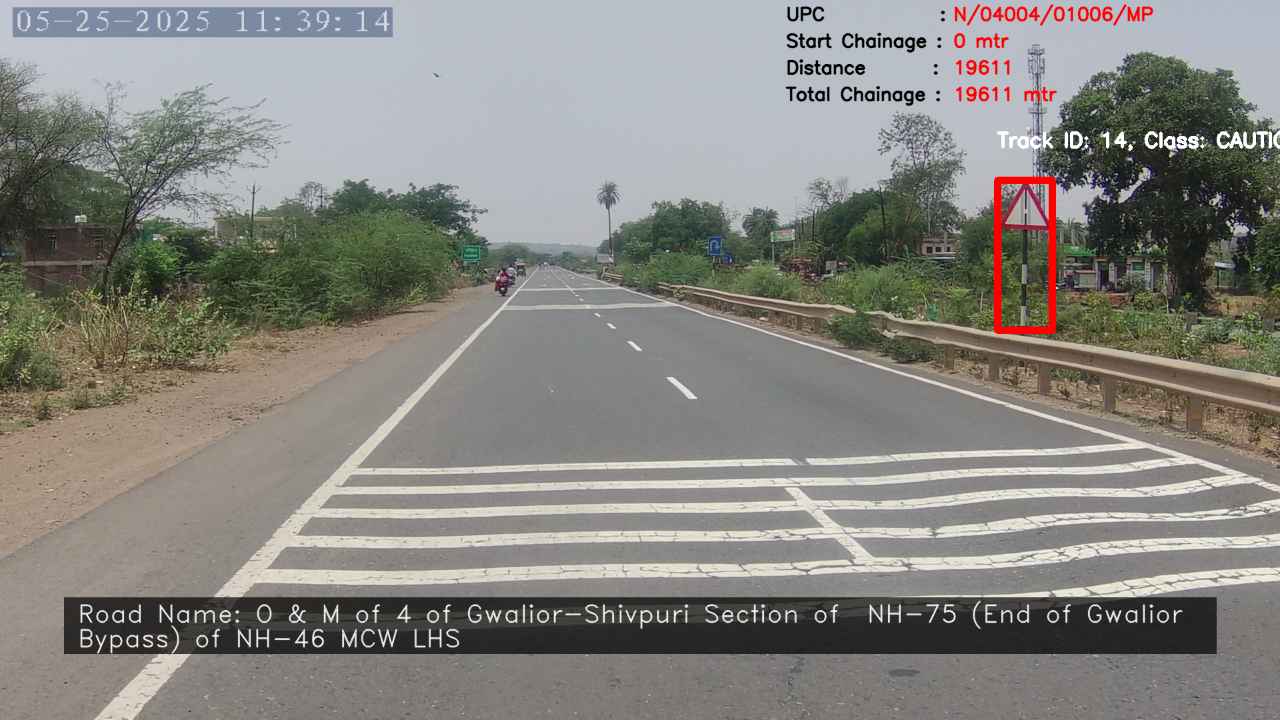 05-25-2025 11:39:14
UPC : N/04004/01006/MP
Start Chainage : 0 mtr
Distance : 19611
Total Chainage : 19611 mtr
Track ID: 14, Class: CAUTIO
Road Name: O & M of 4 of Gwalior-Shivpuri Section of NH-75 (End of Gwalior
Bypass) of NH-46 MCW LHS